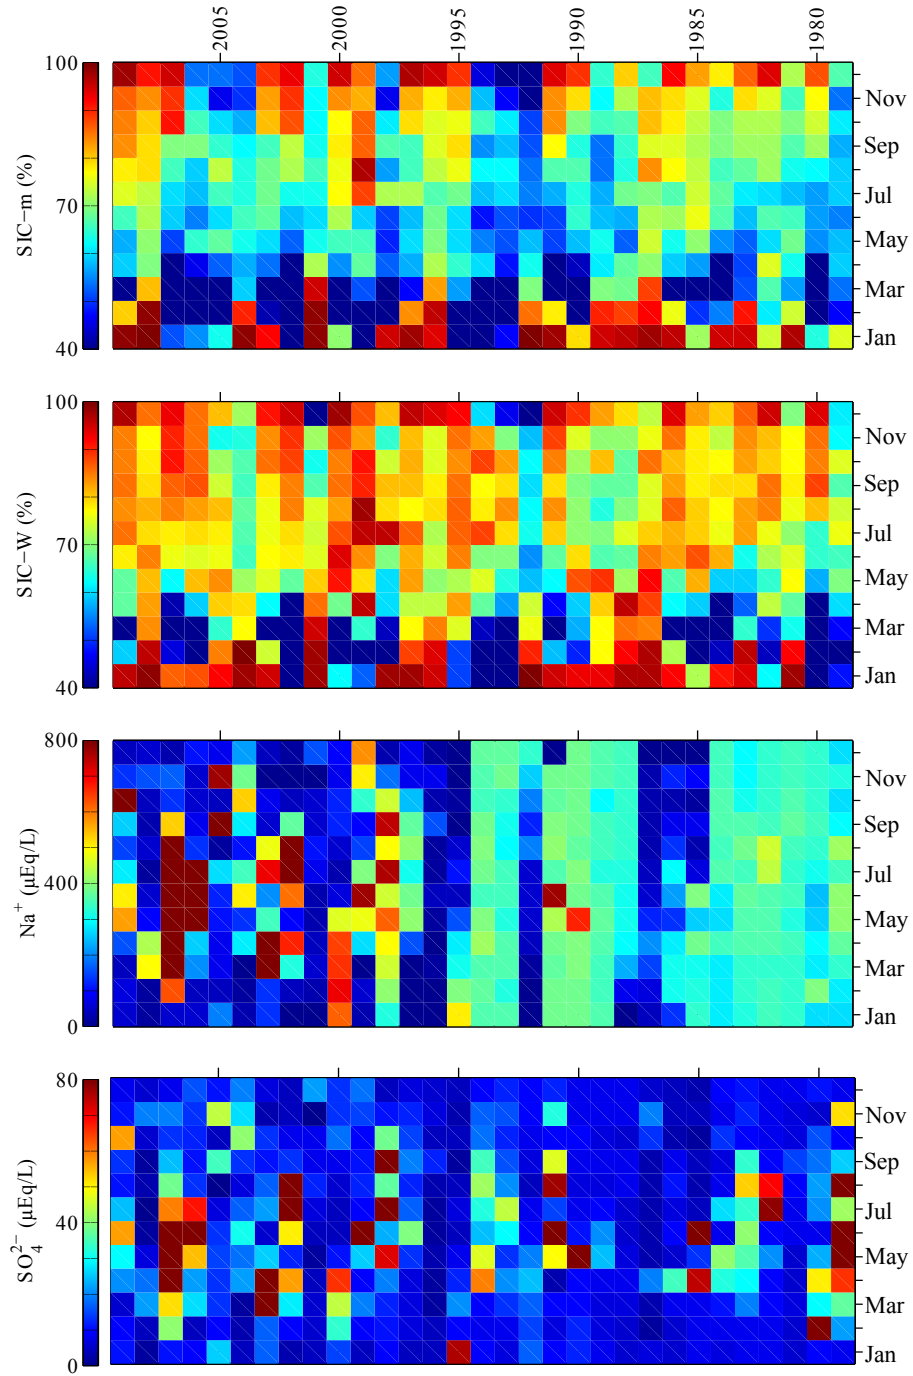 2005 2000 1995 1990 1985 1980
100
70
40
SIC−m (%)
Nov
Sep
Jul
May
Mar
Jan
100
70
40
SIC−W (%)
Nov
Sep
Jul
May
Mar
Jan
800
400
0
Na⁺ (µEq/L)
Nov
Sep
Jul
May
Mar
Jan
80
40
0
SO₄²⁻ (µEq/L)
Nov
Sep
Jul
May
Mar
Jan